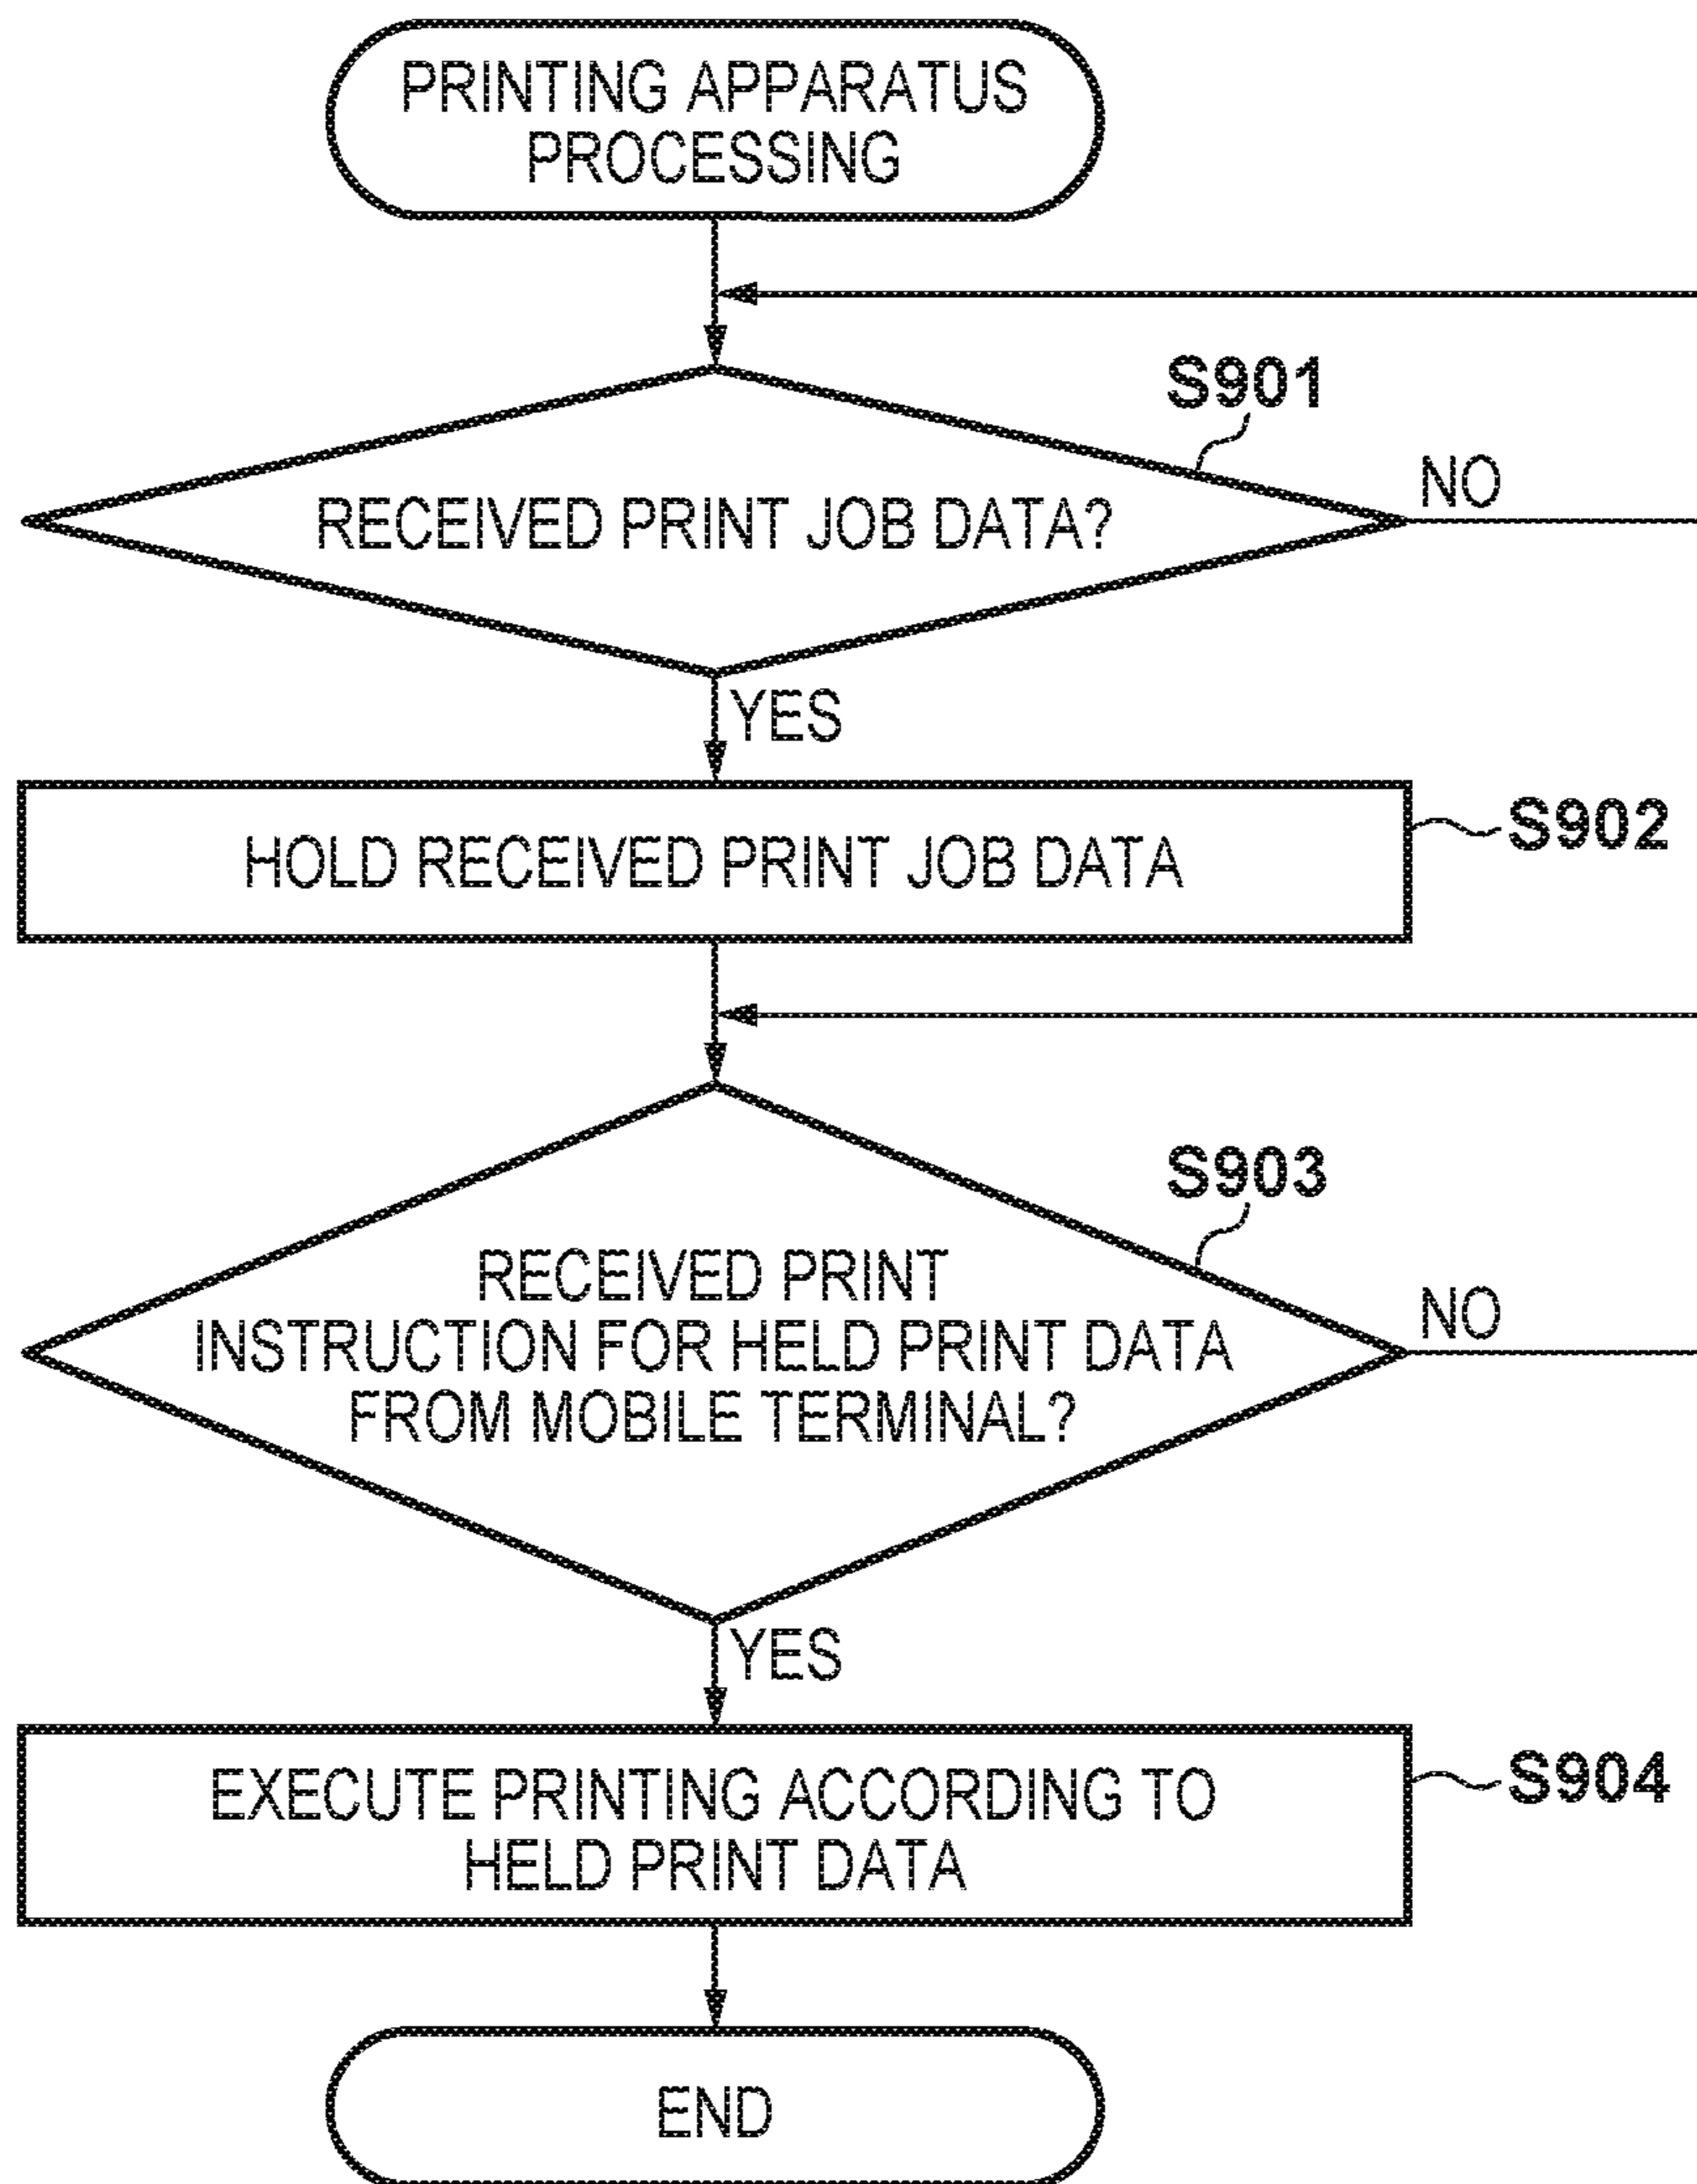 PRINTING APPARATUS
PROCESSING
S901
RECEIVED PRINT JOB DATA?
NO
YES
HOLD RECEIVED PRINT JOB DATA
S902
S903
RECEIVED PRINT
INSTRUCTION FOR HELD PRINT DATA
FROM MOBILE TERMINAL?
NO
YES
EXECUTE PRINTING ACCORDING TO
HELD PRINT DATA
S904
END